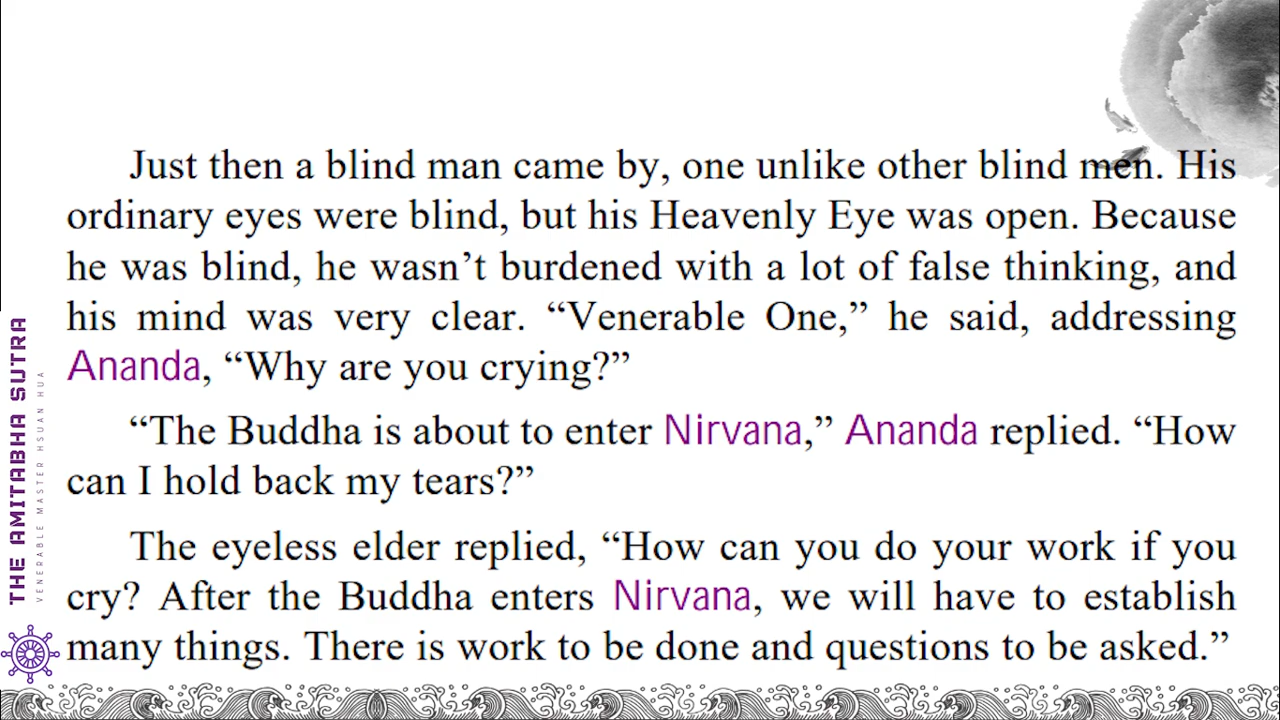 Just then a blind man came by, one unlike other blind men. His
ordinary eyes were blind, but his Heavenly Eye was open. Because
he was blind, he wasn’t burdened with a lot of false thinking, and
his mind was very clear. “Venerable One,” he said, addressing
Ananda, “Why are you crying?”
“The Buddha is about to enter Nirvana,” Ananda replied. “How
can I hold back my tears?”
The eyeless elder replied, “How can you do your work if you
cry? After the Buddha enters Nirvana, we will have to establish
many things. There is work to be done and questions to be asked.”
THE AMITABHA SUTRA
VENERABLE MASTER HSUAN HUA